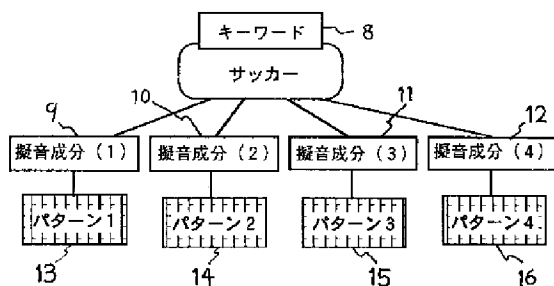 キーワード 8
サッカー
9 10 11 12
擬音成分（1） 擬音成分（2） 擬音成分（3） 擬音成分（4）
パターン1 パターン2 パターン3 パターン4
13 14 15 16